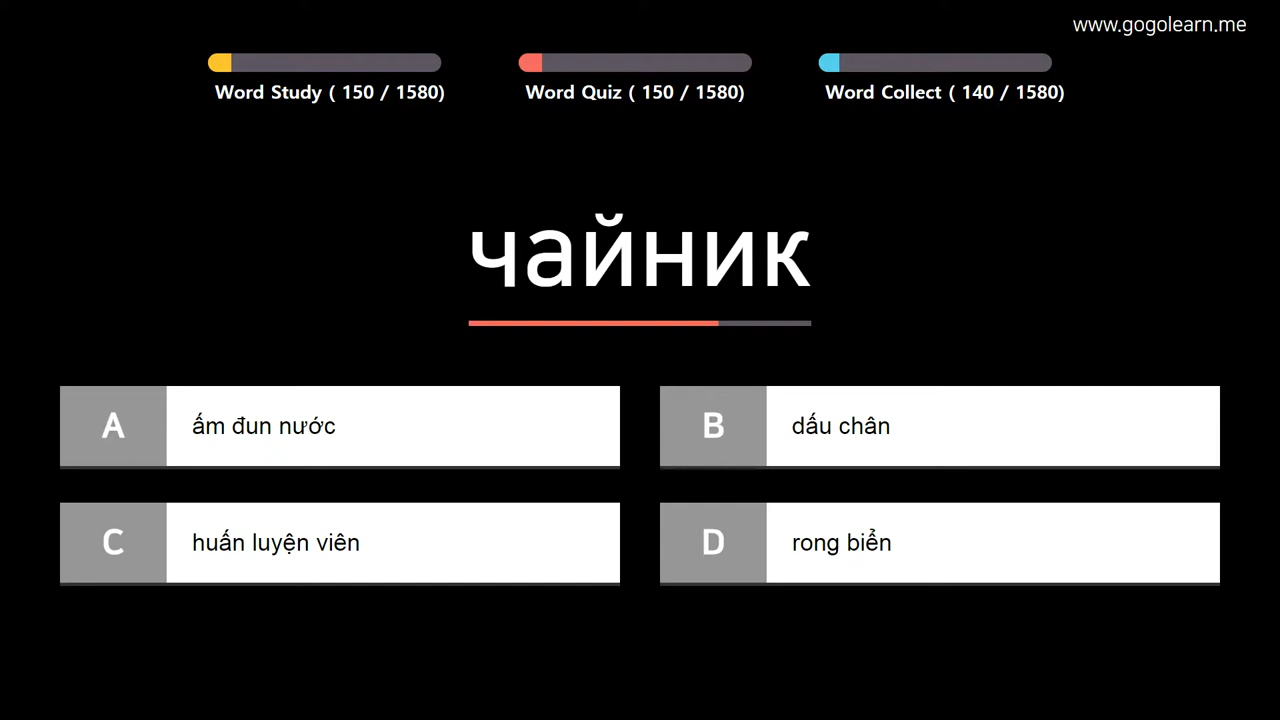 www.gogolearn.me
Word Study ( 150 / 1580)
Word Quiz ( 150 / 1580)
Word Collect ( 140 / 1580)
чайник
A ấm đun nước
B dấu chân
C huấn luyện viên
D rong biển